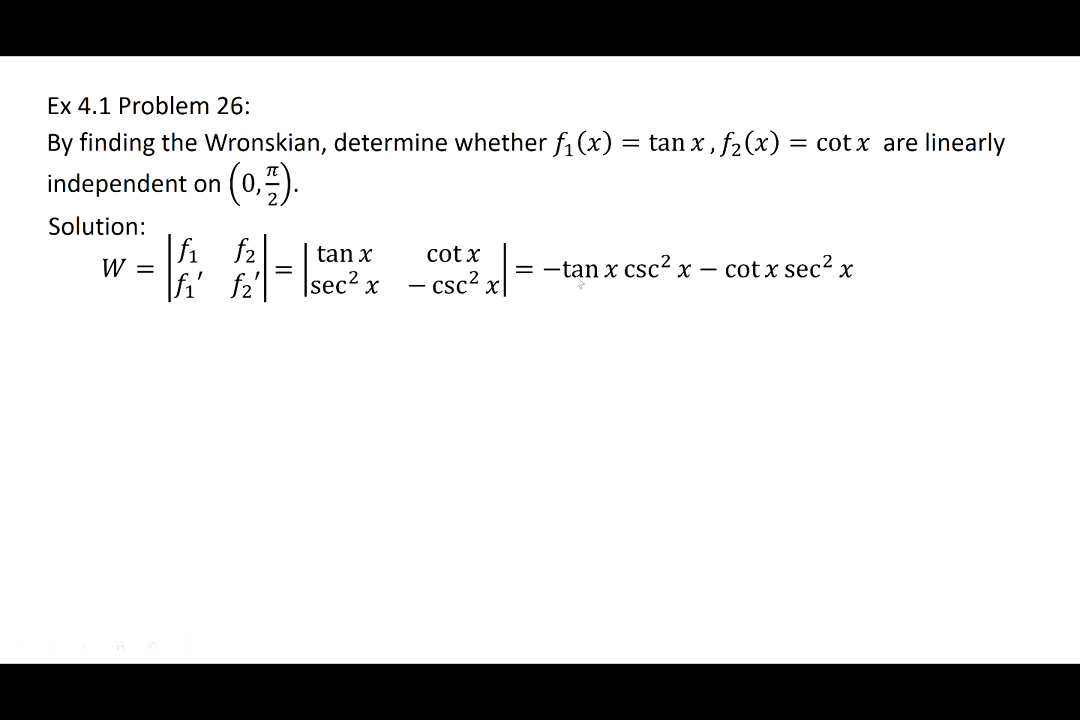 Ex 4.1 Problem 26:
By finding the Wronskian, determine whether f₁(x) = tan x , f₂(x) = cot x are linearly
independent on (0, π/2).
Solution:
W = |f₁ f₂; f₁′ f₂′| = |tan x cot x; sec² x − csc² x| = −tan x csc² x − cot x sec² x